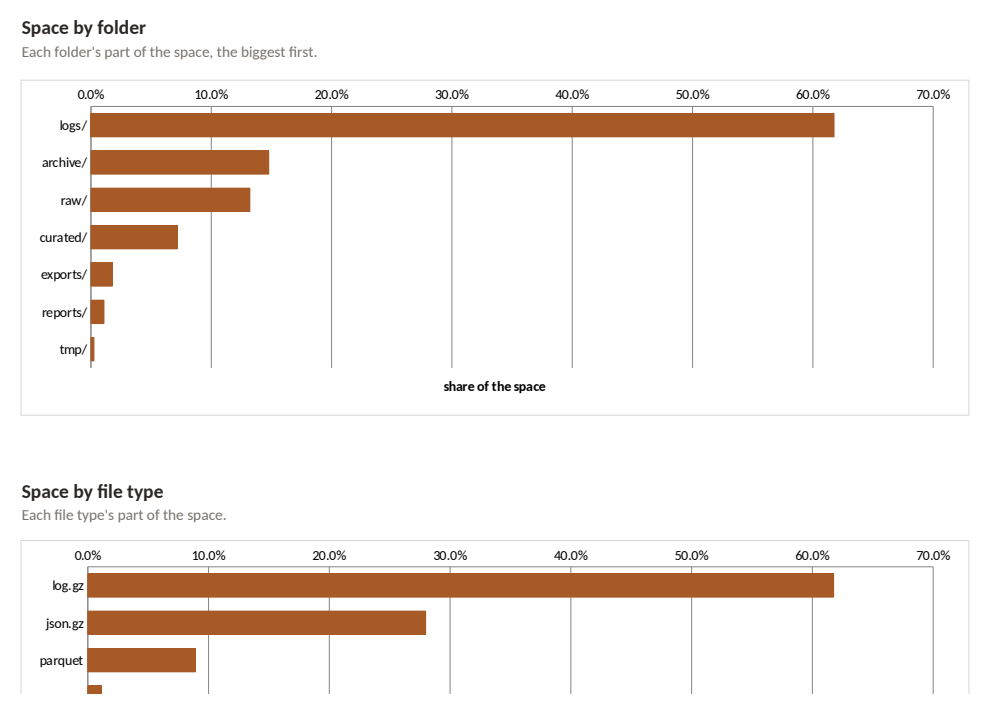 Space by folder
Each folder's part of the space, the biggest first.
0.0% 10.0% 20.0% 30.0% 40.0% 50.0% 60.0% 70.0%
logs/
archive/
raw/
curated/
exports/
reports/
tmp/
share of the space
Space by file type
Each file type's part of the space.
0.0% 10.0% 20.0% 30.0% 40.0% 50.0% 60.0% 70.0%
log.gz
json.gz
parquet